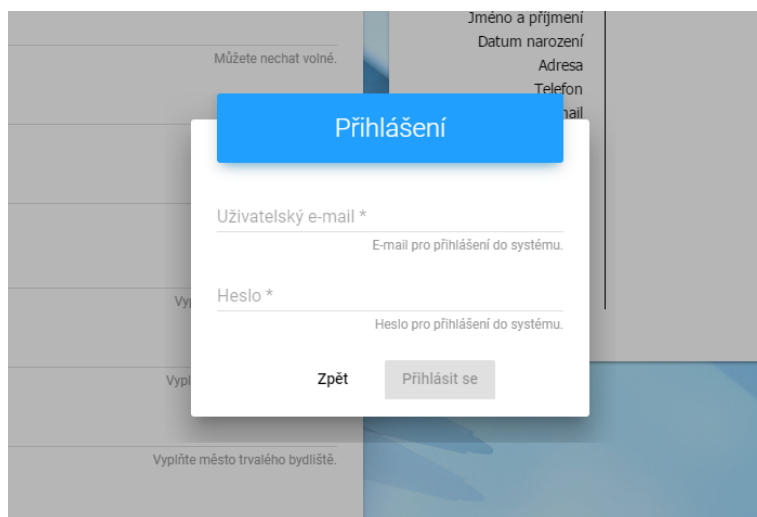 Jméno a příjmení
Můžete nechat volné.
Datum narození
Adresa
Telefon
Přihlášení
Uživatelský e-mail *
E-mail pro přihlášení do systému.
Heslo *
Heslo pro přihlášení do systému.
Zpět
Přihlásit se
Vyplňte město trvalého bydliště.